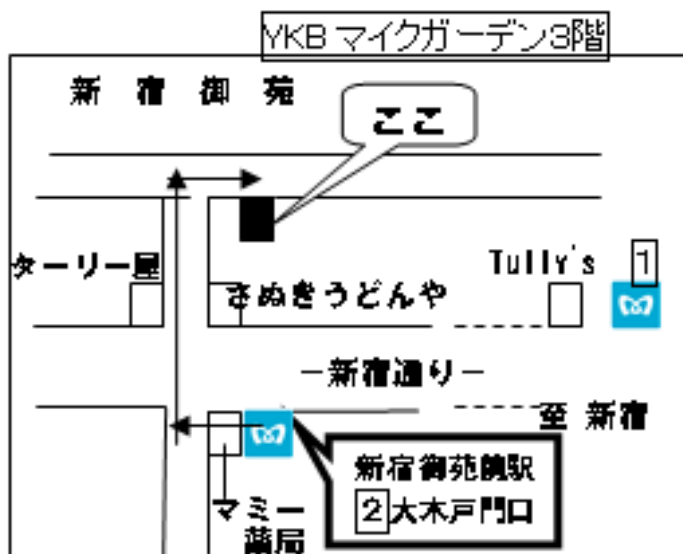 YKB マイクガーデン3階
新宿御苑
ここ
ターリー屋
Tully's
1
さぬきうどんや
－新宿通り－
至 新宿
新宿御苑前駅
2 大木戸門口
マミー
薬局